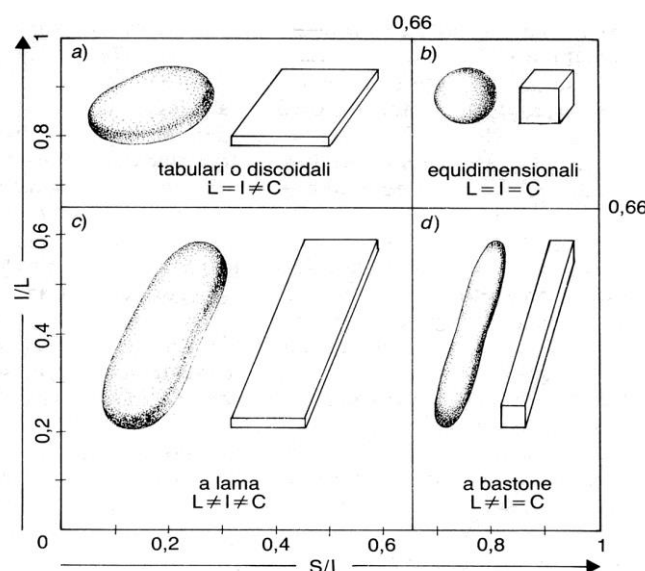 0,66
a)
b)
tabulari o discoidali
L = I ≠ C
equidimensionali
L = I = C
0,66
c)
d)
a lama
L ≠ I ≠ C
a bastone
L ≠ I = C
1
0,8
0,6
I/L
0,4
0,2
0
0,2
0,4
0,6
0,8
1